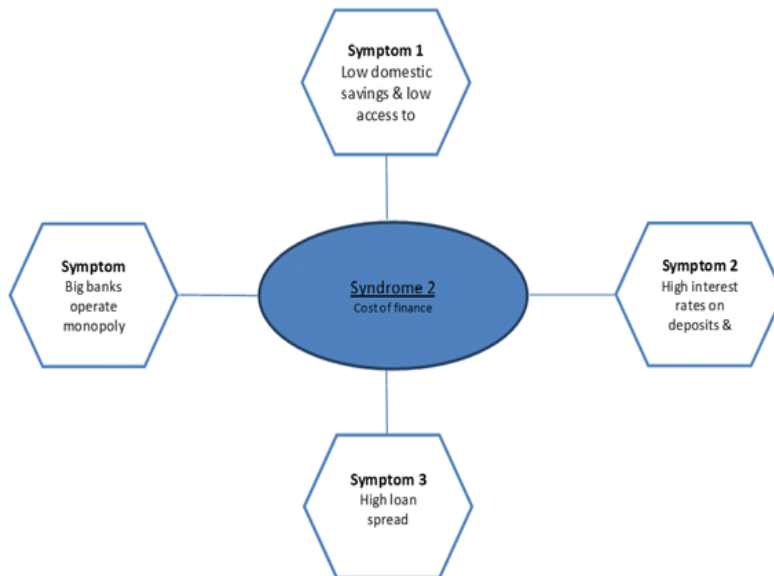 Symptom 1
Low domestic
savings & low
access to
Symptom
Big banks
operate
monopoly
Syndrome 2
Cost of finance
Symptom 2
High interest
rates on
deposits &
Symptom 3
High loan
spread